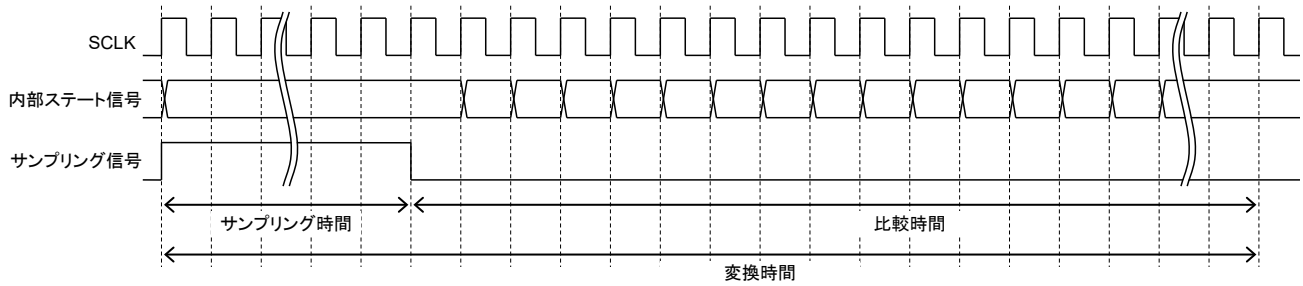 SCLK
内部ステート信号
サンプリング信号
サンプリング時間
比較時間
変換時間